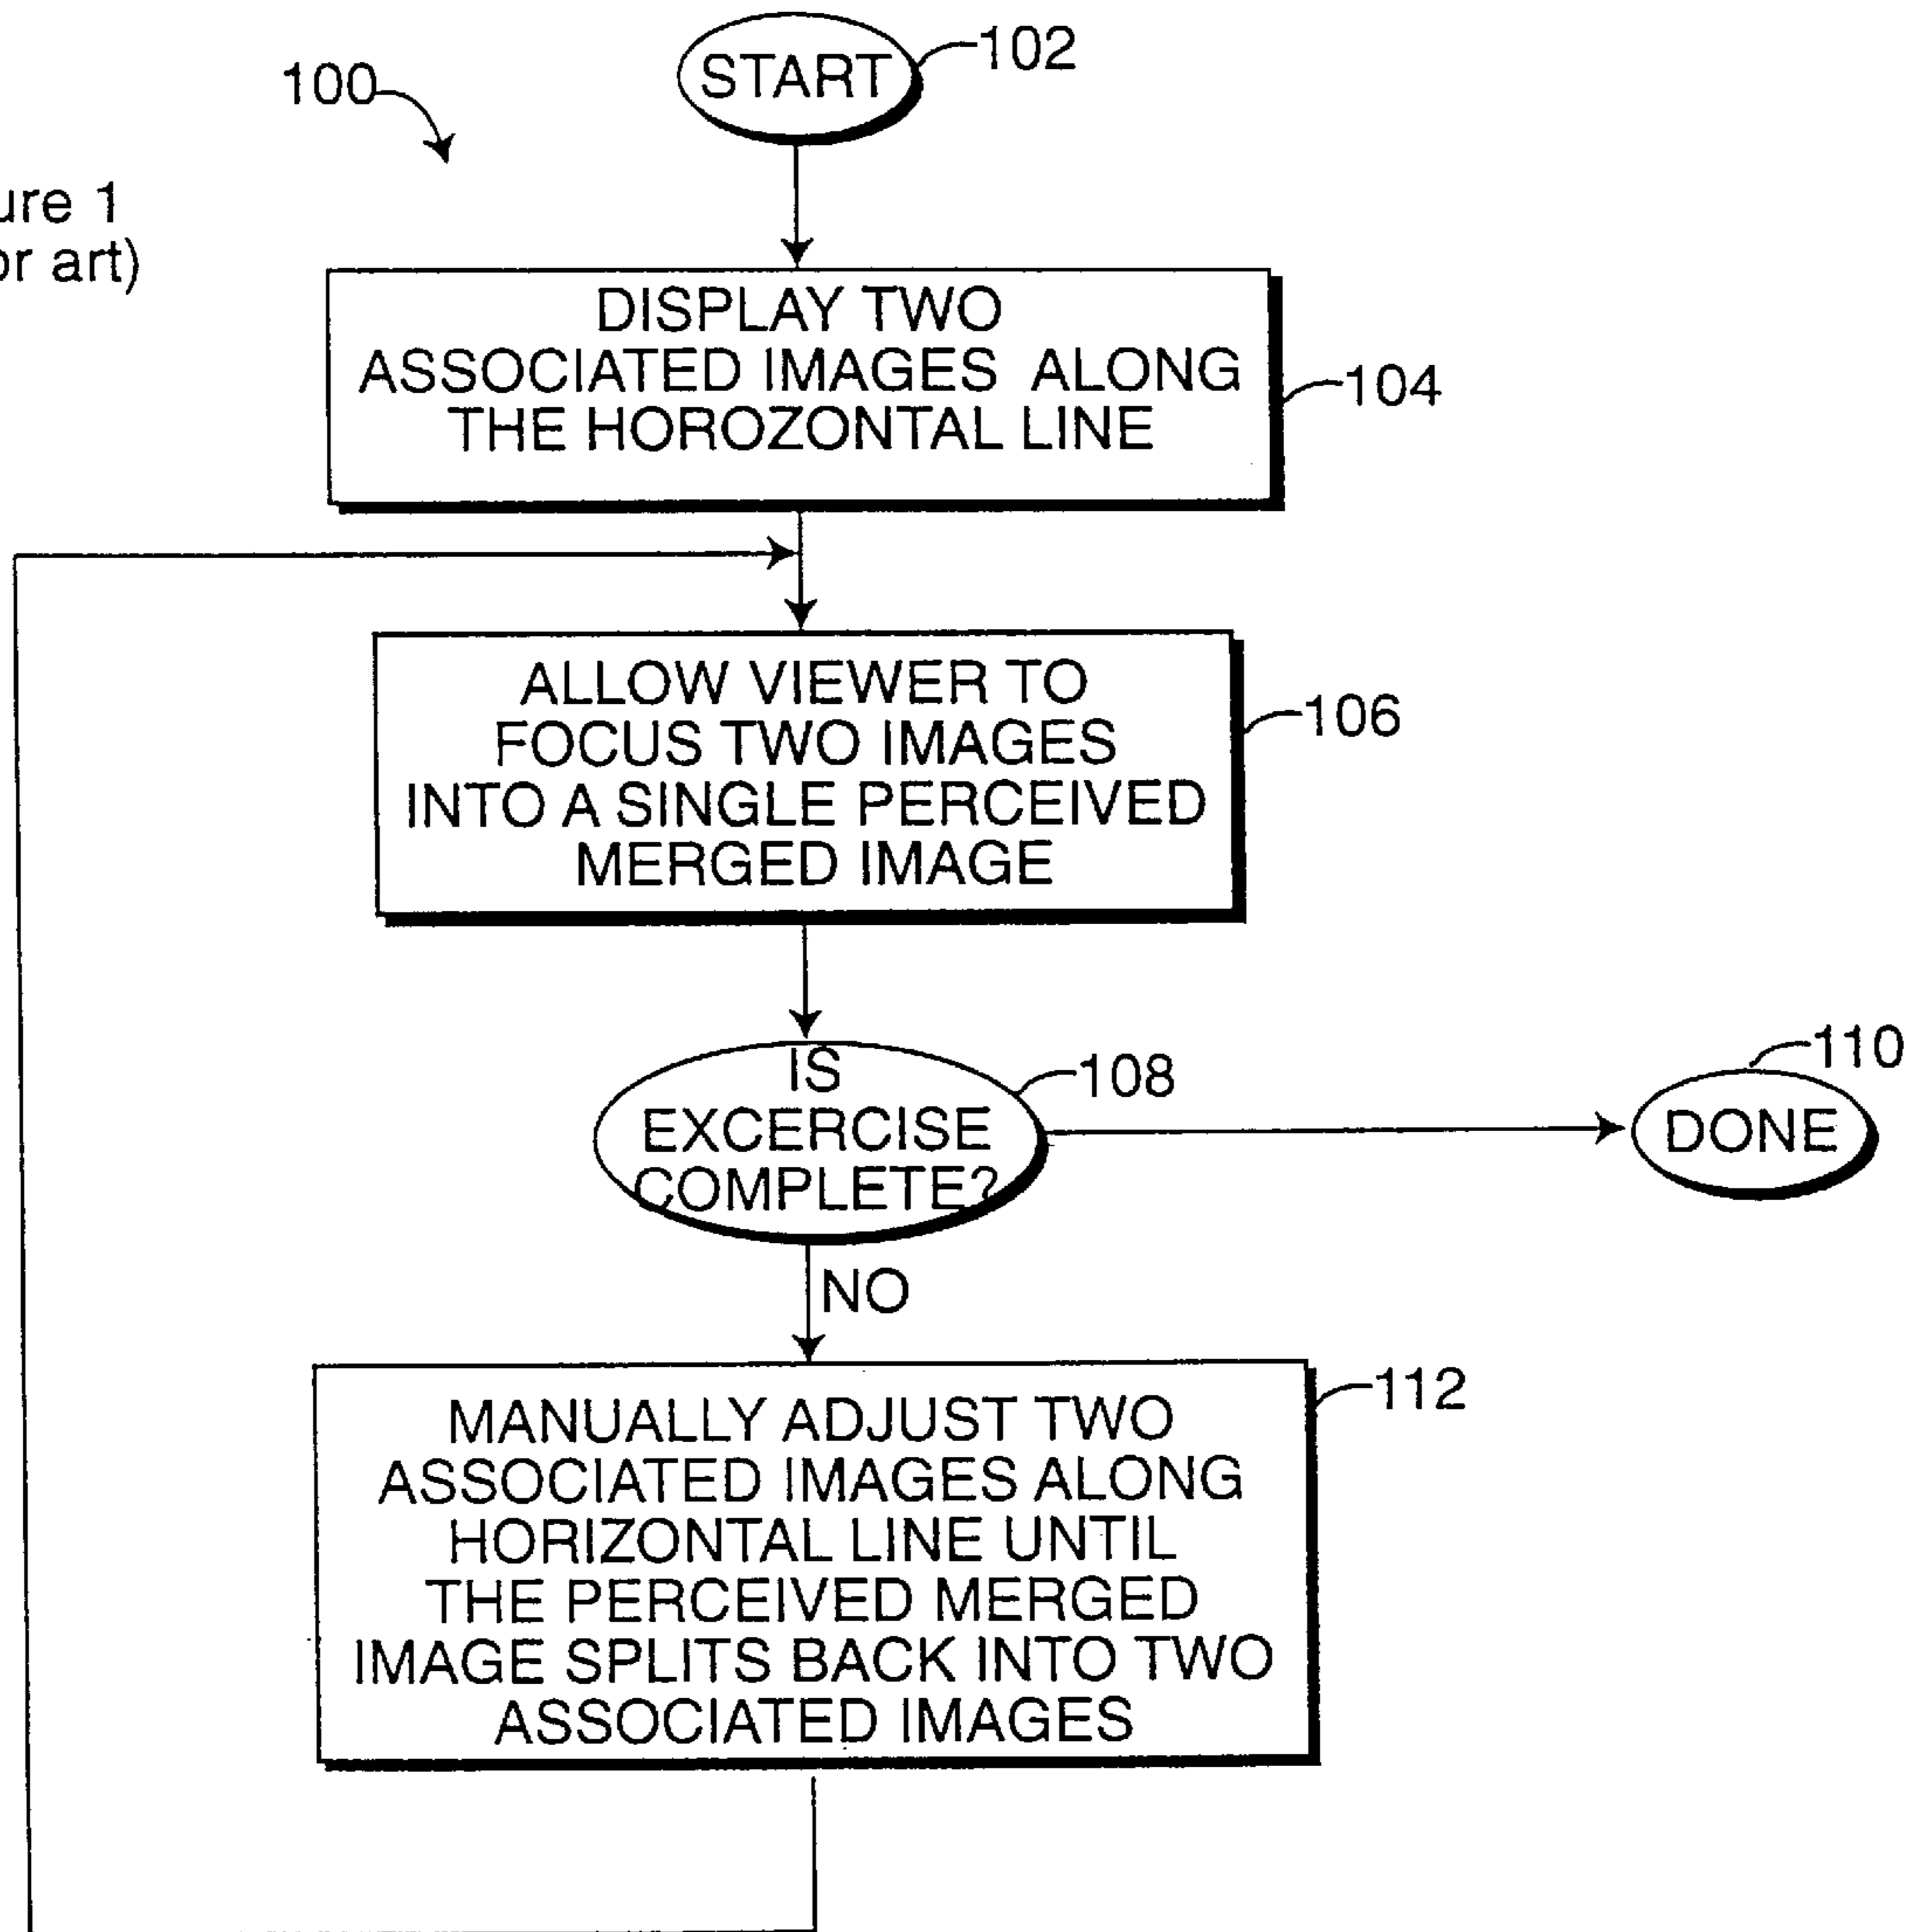 START
102
100
ure 1
or art)
DISPLAY TWO
ASSOCIATED IMAGES ALONG
THE HOROZONTAL LINE
104
ALLOW VIEWER TO
FOCUS TWO IMAGES
INTO A SINGLE PERCEIVED
MERGED IMAGE
106
IS
EXCERCISE
COMPLETE?
108
110
DONE
NO
MANUALLY ADJUST TWO
ASSOCIATED IMAGES ALONG
HORIZONTAL LINE UNTIL
THE PERCEIVED MERGED
IMAGE SPLITS BACK INTO TWO
ASSOCIATED IMAGES
112